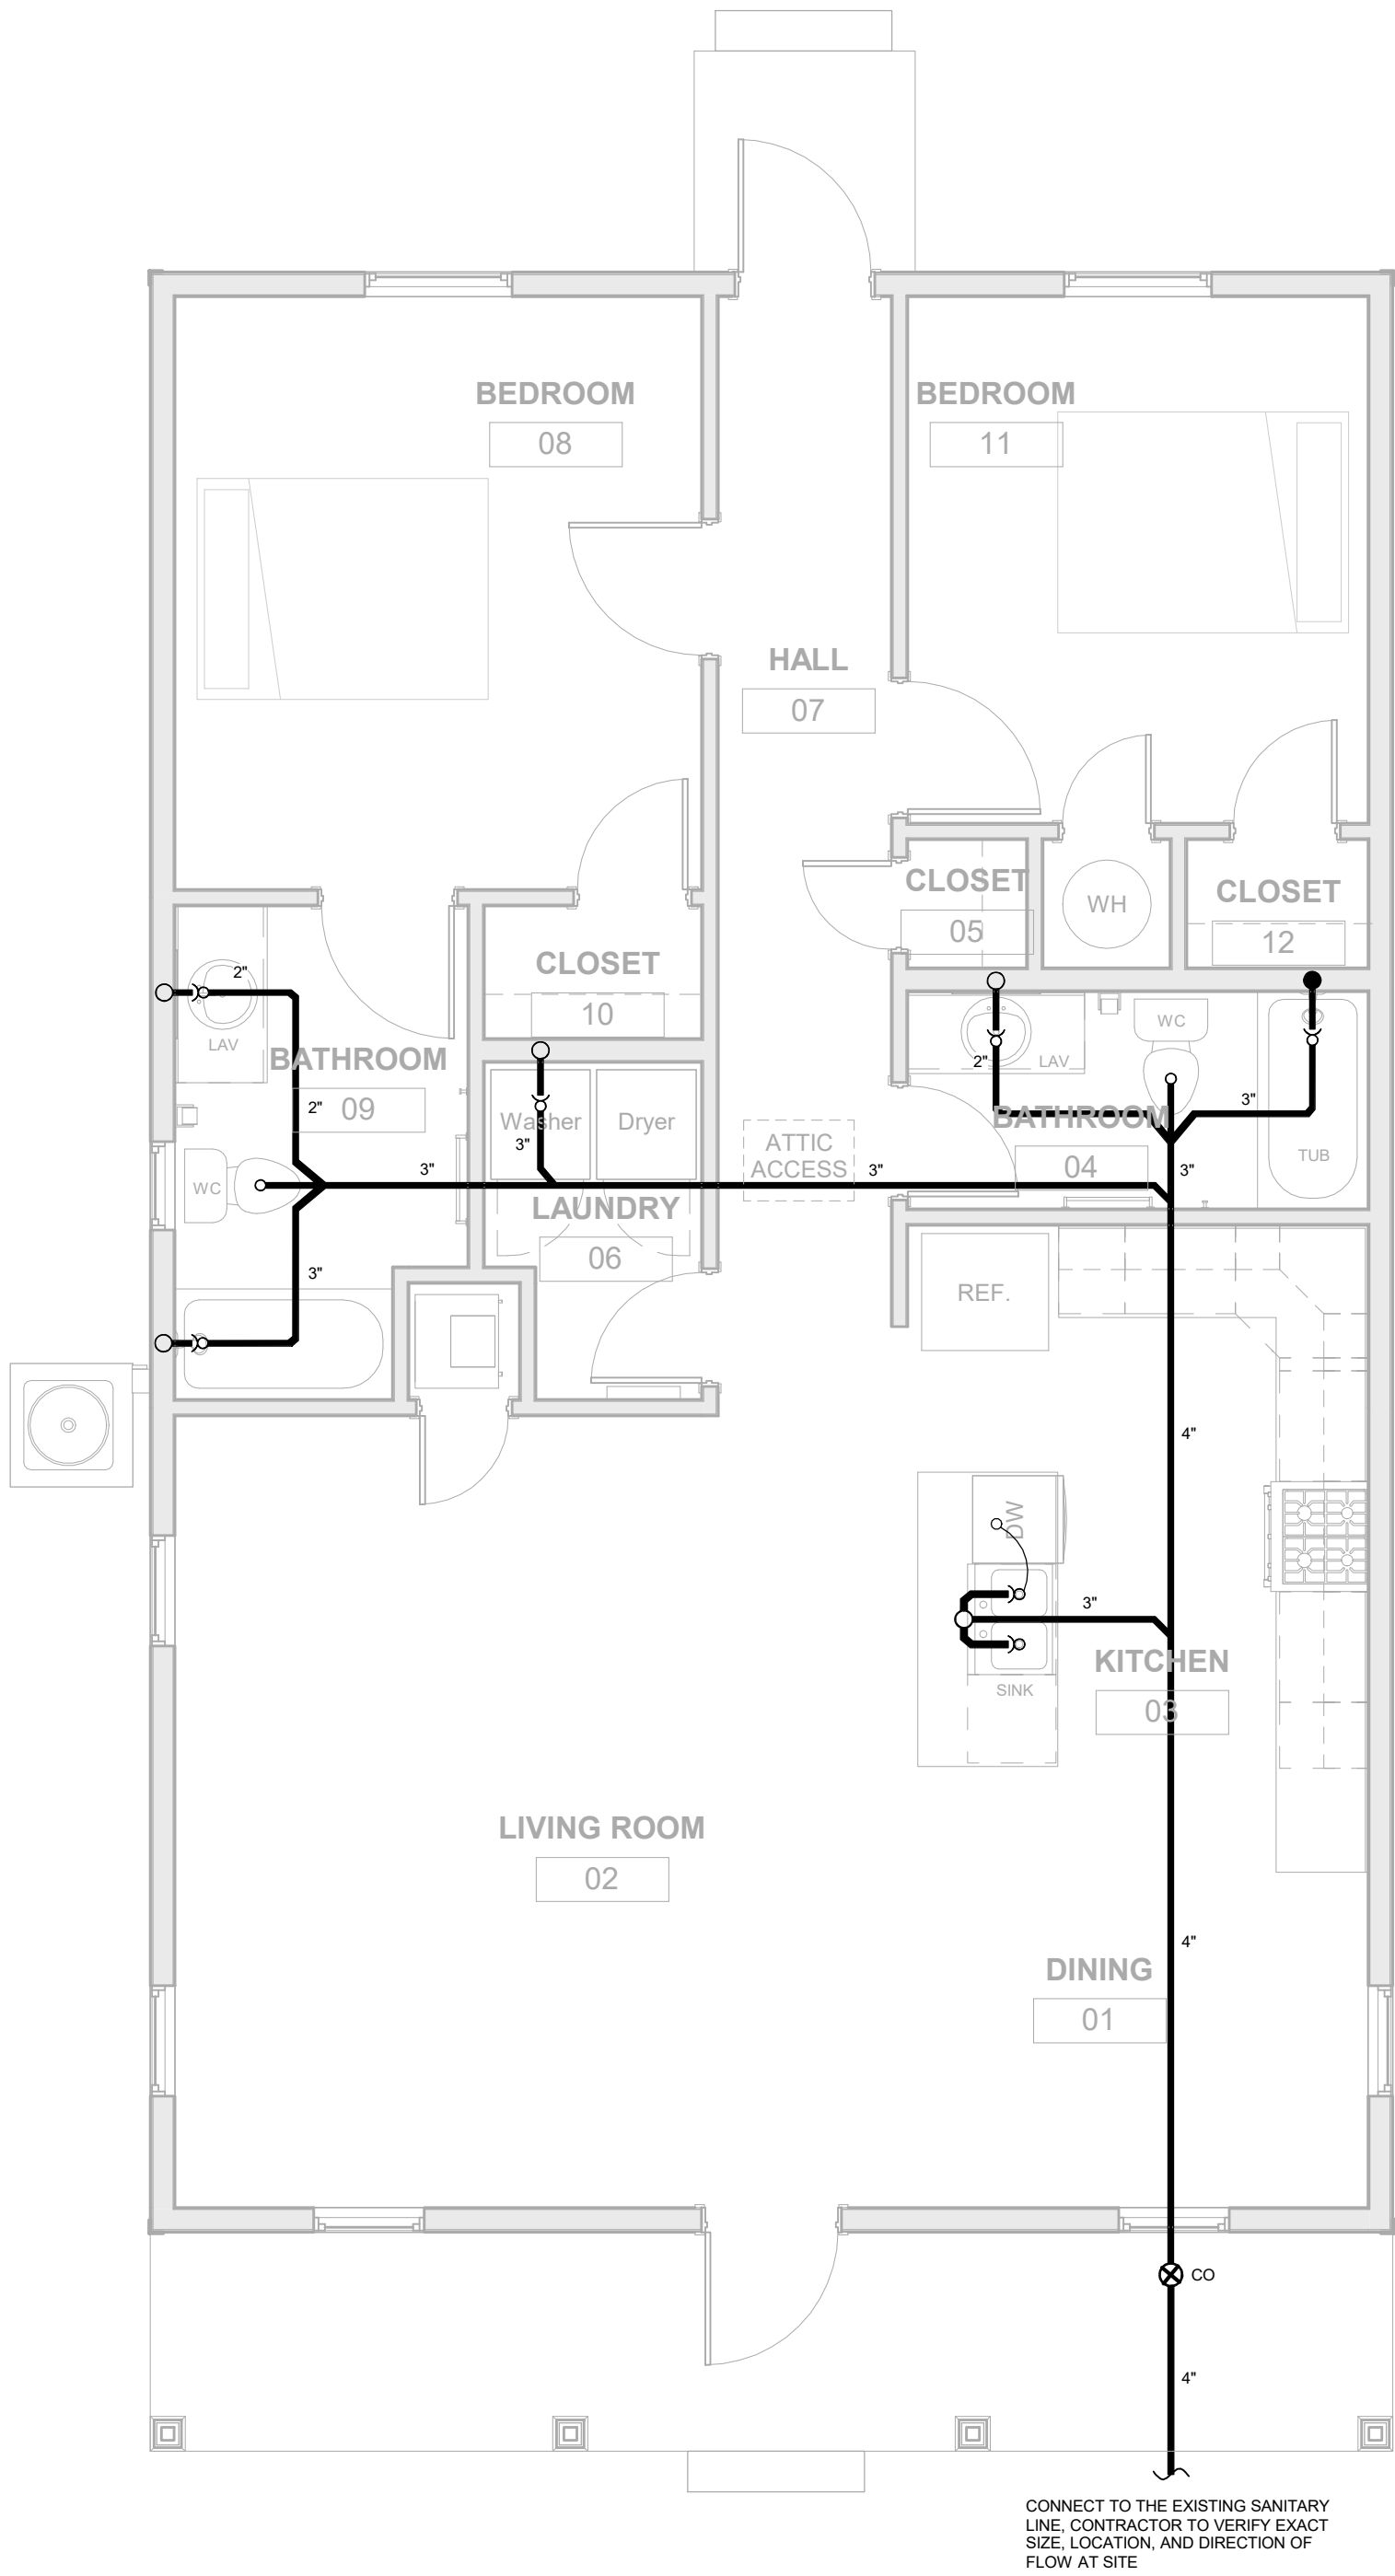 BEDROOM
08
BEDROOM
11
HALL
07
CLOSET
05
WH
CLOSET
12
CLOSET
10
2"
LAV
BATHROOM
09
2"
WC
3"
3"
Washer
Dryer
3"
LAUNDRY
06
ATTIC
ACCESS
3"
2"
LAV
WC
BATHROOM
04
3"
3"
TUB
REF.
4"
DW
3"
SINK
KITCHEN
03
LIVING ROOM
02
4"
DINING
01
CO
4"
CONNECT TO THE EXISTING SANITARY
LINE, CONTRACTOR TO VERIFY EXACT
SIZE, LOCATION, AND DIRECTION OF
FLOW AT SITE